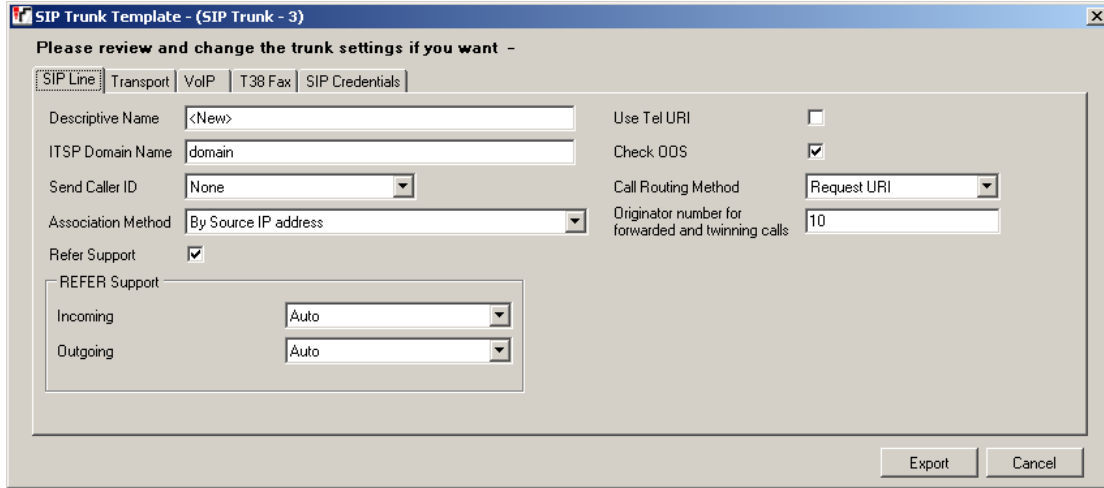 SIP Trunk Template - (SIP Trunk - 3)
Please review and change the trunk settings if you want -
SIP Line Transport VoIP T38 Fax SIP Credentials
Descriptive Name <New> Use Tel URI
ITSP Domain Name domain Check OOS
Send Caller ID None Call Routing Method Request URI
Association Method By Source IP address Originator number for
forwarded and twinning calls 10
Refer Support
REFER Support
Incoming Auto
Outgoing Auto
Export Cancel